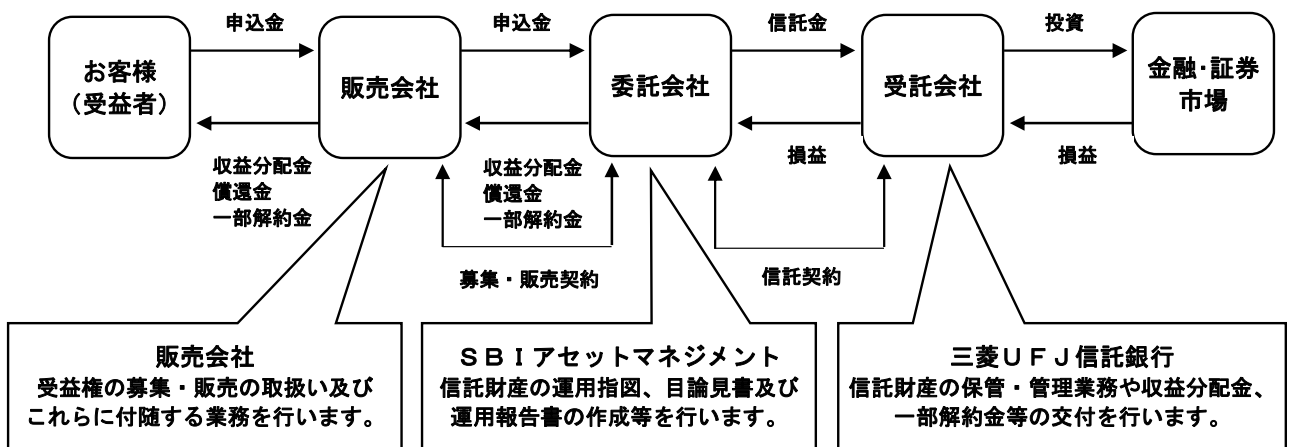 申込金
申込金
信託金
投資
お客様
（受益者）
販売会社
委託会社
受託会社
金融・証券
市場
収益分配金
償還金
一部解約金
収益分配金
償還金
一部解約金
損益
損益
募集・販売契約
信託契約
販売会社
受益権の募集・販売の取扱い及び
これらに付随する業務を行います。
ＳＢＩアセットマネジメント
信託財産の運用指図、目論見書及び
運用報告書の作成等を行います。
三菱ＵＦＪ信託銀行
信託財産の保管・管理業務や収益分配金、
一部解約金等の交付を行います。